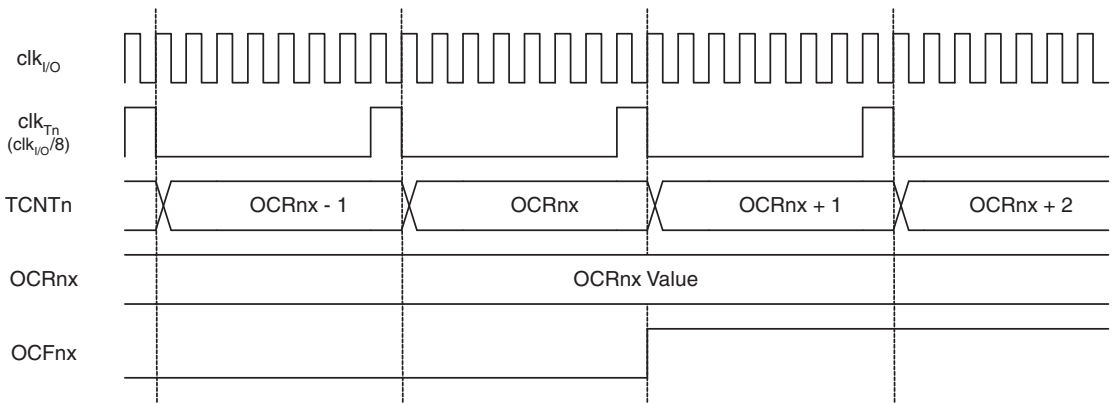 clkI/O
clkTn
(clkI/O/8)
TCNTn OCRnx - 1 OCRnx OCRnx + 1 OCRnx + 2
OCRnx OCRnx Value
OCFnx